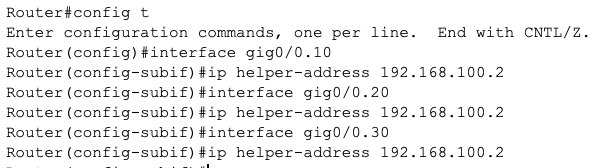 Router#config t
Enter configuration commands, one per line.  End with CNTL/Z.
Router(config)#interface gig0/0.10
Router(config-subif)#ip helper-address 192.168.100.2
Router(config-subif)#interface gig0/0.20
Router(config-subif)#ip helper-address 192.168.100.2
Router(config-subif)#interface gig0/0.30
Router(config-subif)#ip helper-address 192.168.100.2